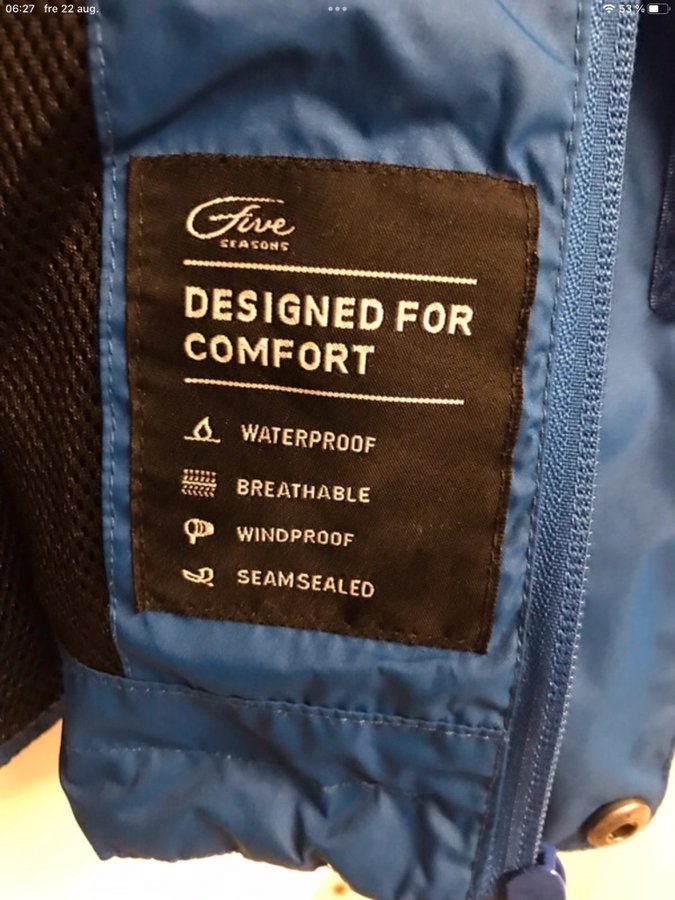 06:27 fre 22 aug. 53 %
Five
SEASONS
DESIGNED FOR
COMFORT
WATERPROOF
BREATHABLE
WINDPROOF
SEAMSEALED